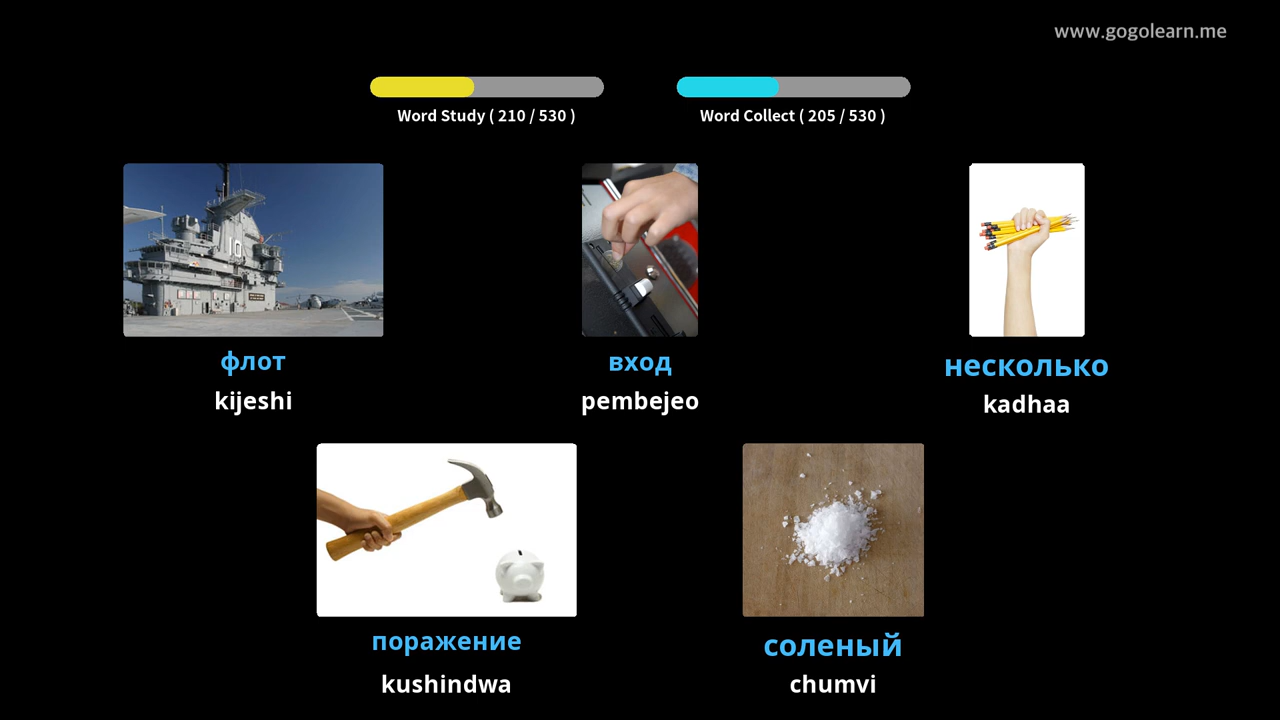 www.gogolearn.me
Word Study ( 210 / 530 )
Word Collect ( 205 / 530 )
10
флот
kijeshi
вход
pembejeo
несколько
kadhaa
поражение
kushindwa
соленый
chumvi